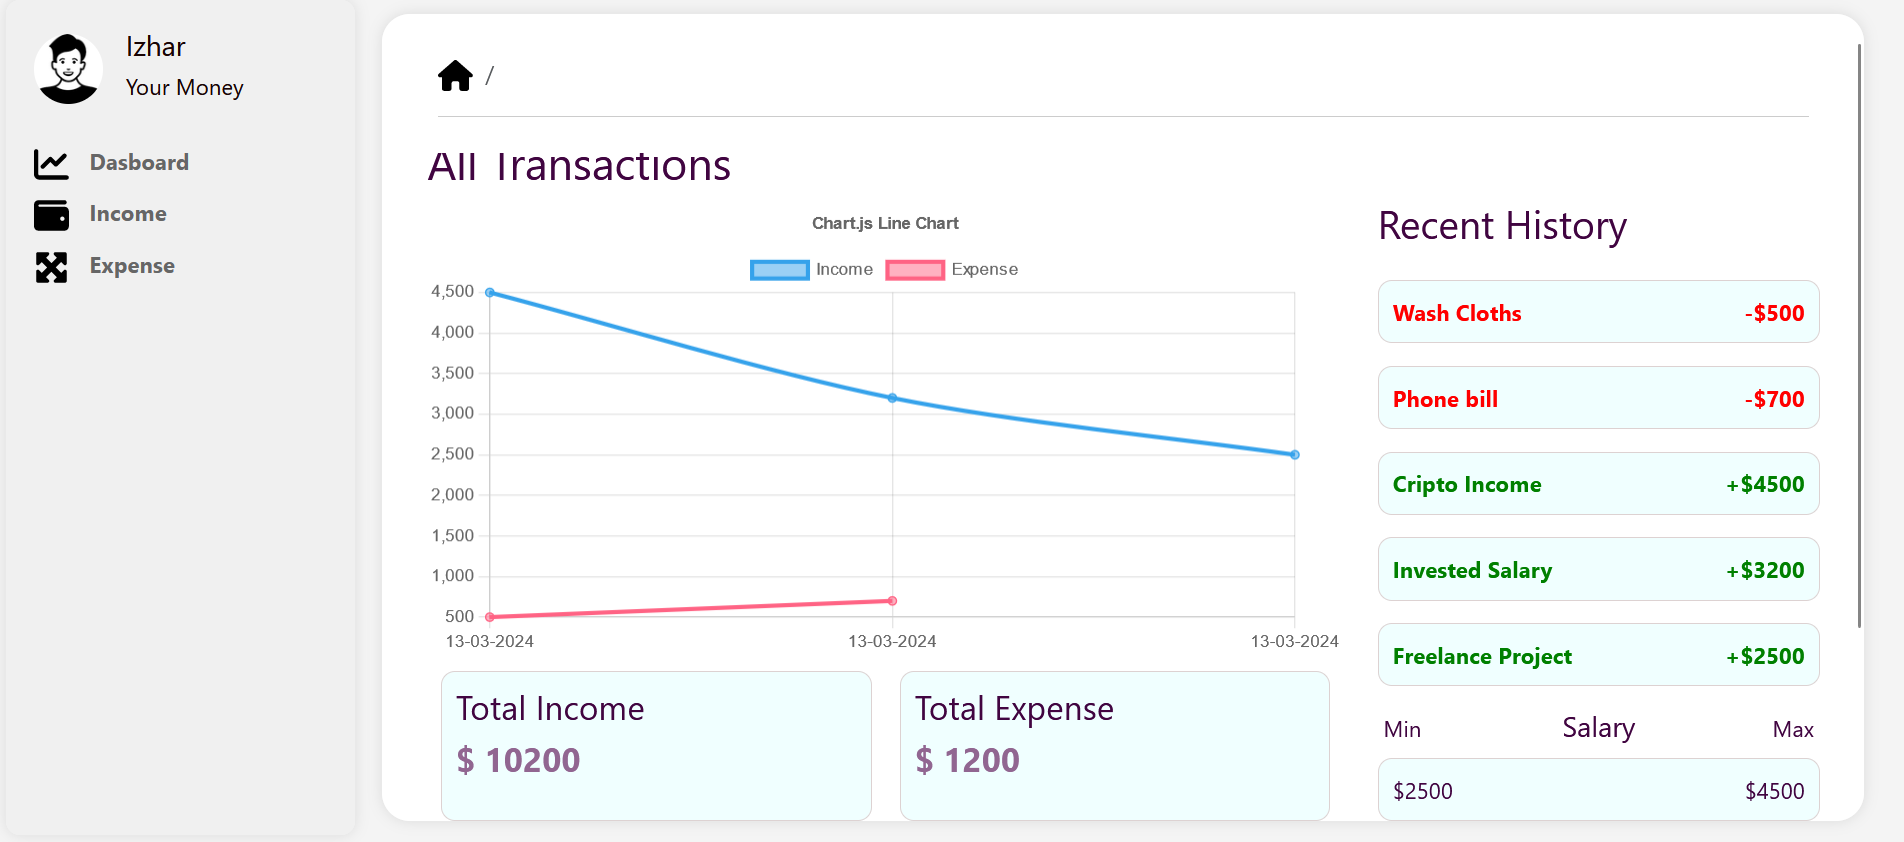 Izhar
Your Money
Dasboard
Income
Expense
/
All Transactions
Chart.js Line Chart
Income Expense
4,500
4,000
3,500
3,000
2,500
2,000
1,500
1,000
500
13-03-2024 13-03-2024 13-03-2024
Total Income
$ 10200
Total Expense
$ 1200
Recent History
Wash Cloths -$500
Phone bill -$700
Cripto Income +$4500
Invested Salary +$3200
Freelance Project +$2500
Min Salary Max
$2500 $4500